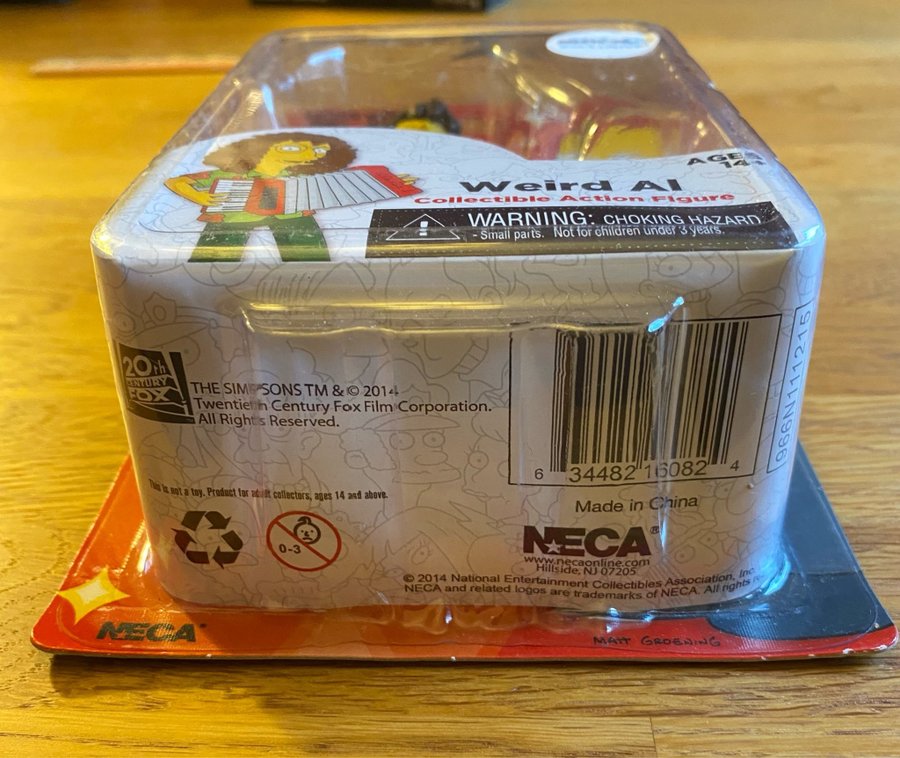 AGES
14+
Weird Al
Collectible Action Figure
WARNING: CHOKING HAZARD
- Small parts. Not for children under 3 years.
20th
CENTURY
FOX
THE SIMPSONS TM & © 2014
Twentieth Century Fox Film Corporation.
All Rights Reserved.
6 34482 16082 4
966N111215
This is not a toy. Product for adult collectors, ages 14 and above.
0-3
Made in China
NECA®
www.necaonline.com
Hillside, NJ 07205
© 2014 National Entertainment Collectibles Association, Inc.
NECA and related logos are trademarks of NECA. All rights
NECA
MATT GROENING